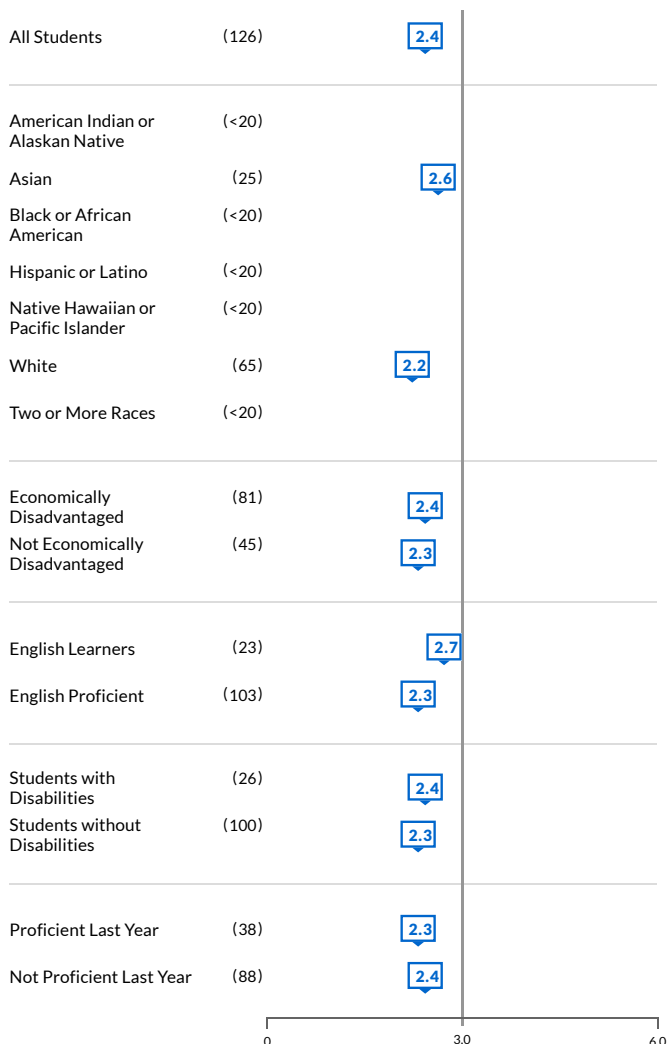 All Students (126) 2.4
American Indian or (<20)
Alaskan Native
Asian (25) 2.6
Black or African (<20)
American
Hispanic or Latino (<20)
Native Hawaiian or (<20)
Pacific Islander
White (65) 2.2
Two or More Races (<20)
Economically (81) 2.4
Disadvantaged
Not Economically (45) 2.3
Disadvantaged
English Learners (23) 2.7
English Proficient (103) 2.3
Students with (26) 2.4
Disabilities
Students without (100) 2.3
Disabilities
Proficient Last Year (38) 2.3
Not Proficient Last Year (88) 2.4
0 3.0 6.0